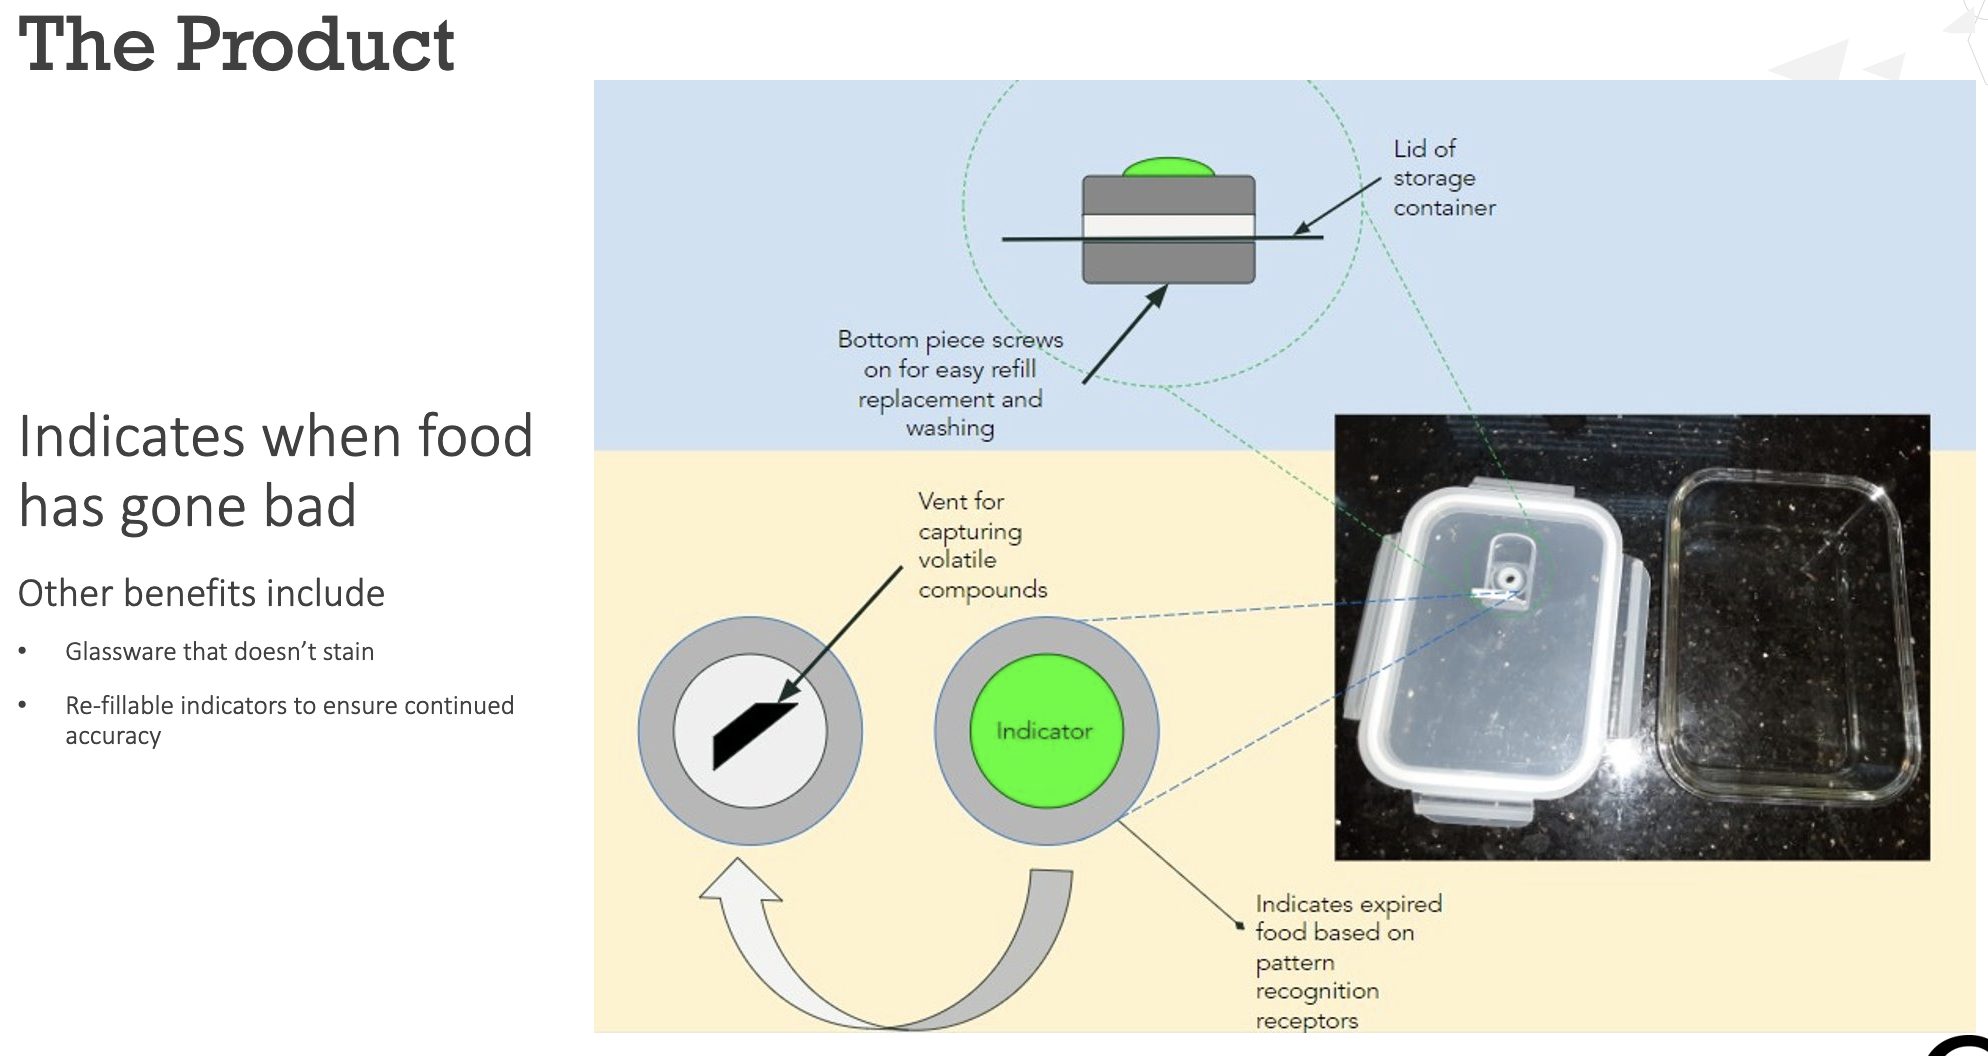 The Product
Lid of
storage
container
Bottom piece screws
on for easy refill
replacement and
washing
Indicates when food
has gone bad
Other benefits include
• Glassware that doesn’t stain
• Re-fillable indicators to ensure continued
accuracy
Vent for
capturing
volatile
compounds
Indicator
Indicates expired
food based on
pattern
recognition
receptors